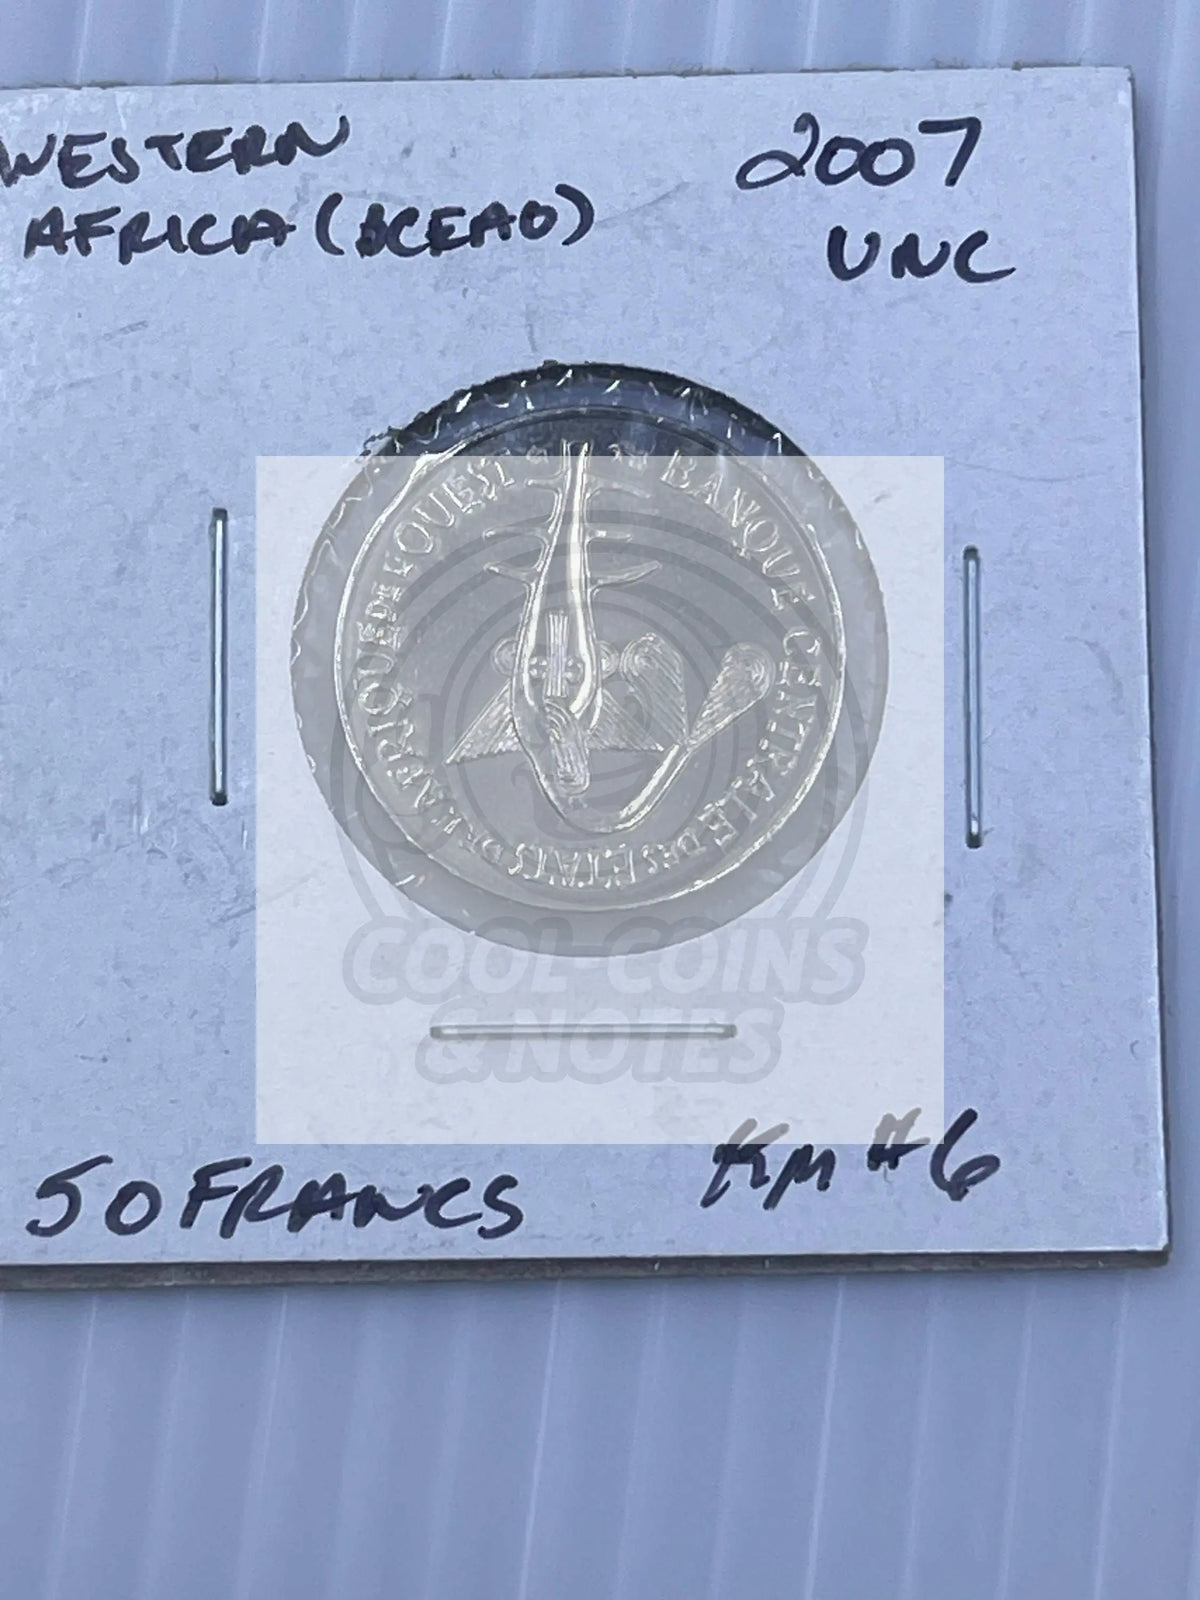 WESTERN
AFRICA (BCEAO)
2007
UNC
BANQUE CENTRALE DES ETATS DE L'AFRIQUE DE L'OUEST
COOL COINS
& NOTES
50 FRANCS
KM #6